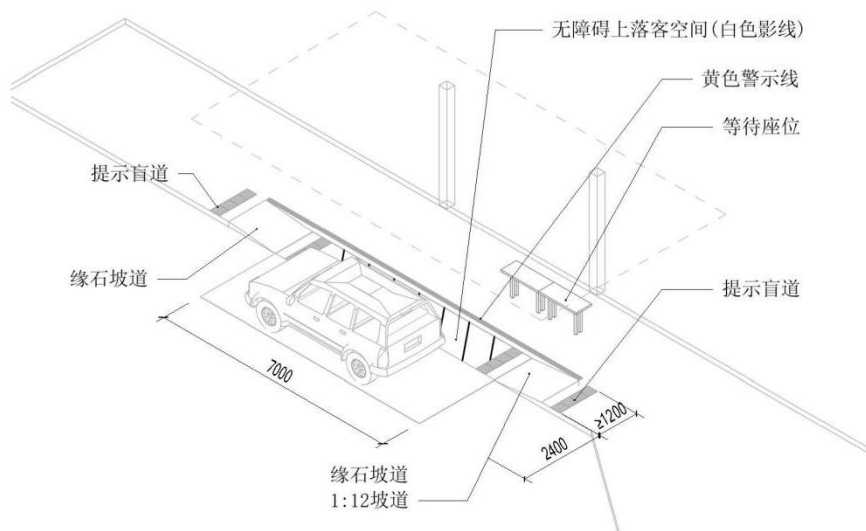 无障碍上落客空间(白色影线)
黄色警示线
等待座位
提示盲道
缘石坡道
提示盲道
7000
≥1200
2400
缘石坡道
1:12坡道